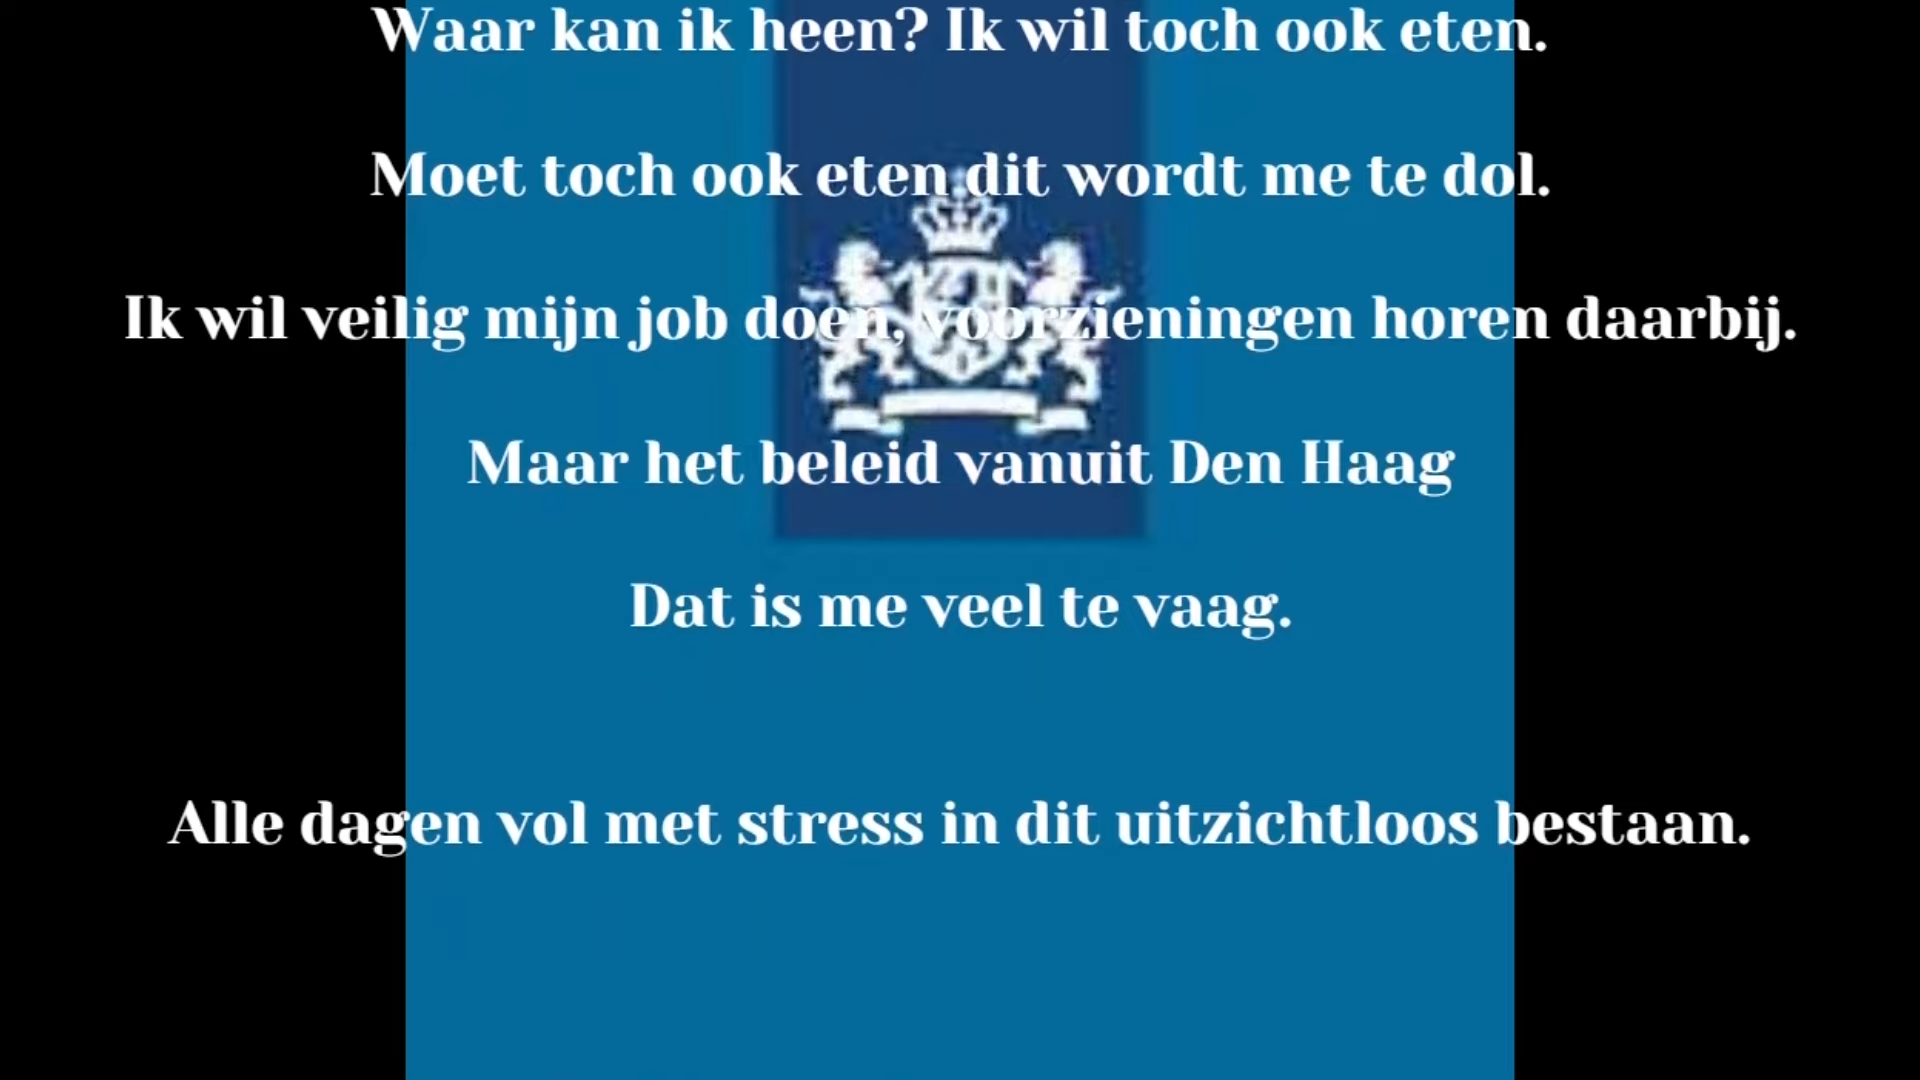 Waar kan ik heen? Ik wil toch ook eten.
Moet toch ook eten dit wordt me te dol.
Ik wil veilig mijn job doen, voorzieningen horen daarbij.
Maar het beleid vanuit Den Haag
Dat is me veel te vaag.
Alle dagen vol met stress in dit uitzichtloos bestaan.